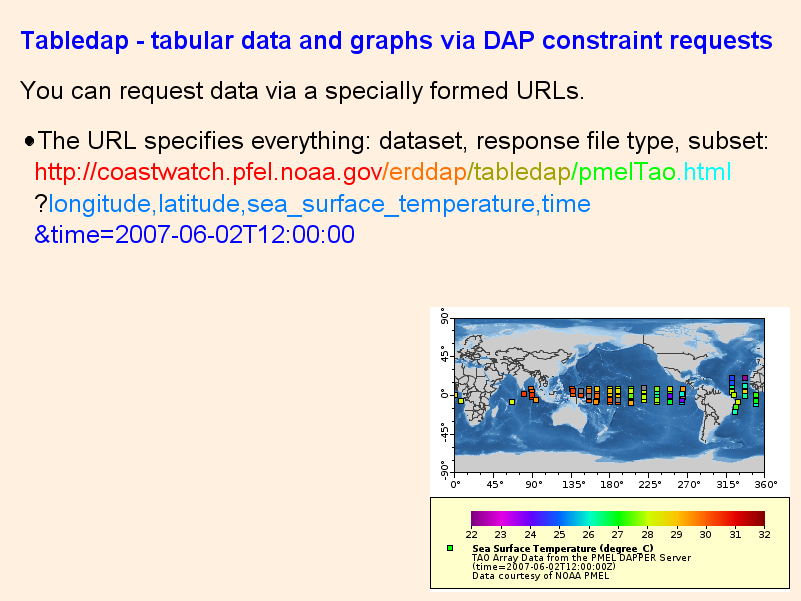 Tabledap - tabular data and graphs via DAP constraint requests
You can request data via a specially formed URLs.
●The URL specifies everything: dataset, response file type, subset:
http://coastwatch.pfel.noaa.gov/erddap/tabledap/pmelTao.html
?longitude,latitude,sea_surface_temperature,time
&time=2007-06-02T12:00:00
90°
45°
0°
-45°
-90°
0° 45° 90° 135° 180° 225° 270° 315° 360°
22 23 24 25 26 27 28 29 30 31 32
Sea Surface Temperature (degree_C)
TAO Array Data from the PMEL DAPPER Server
(time=2007-06-02T12:00:00Z)
Data courtesy of NOAA PMEL